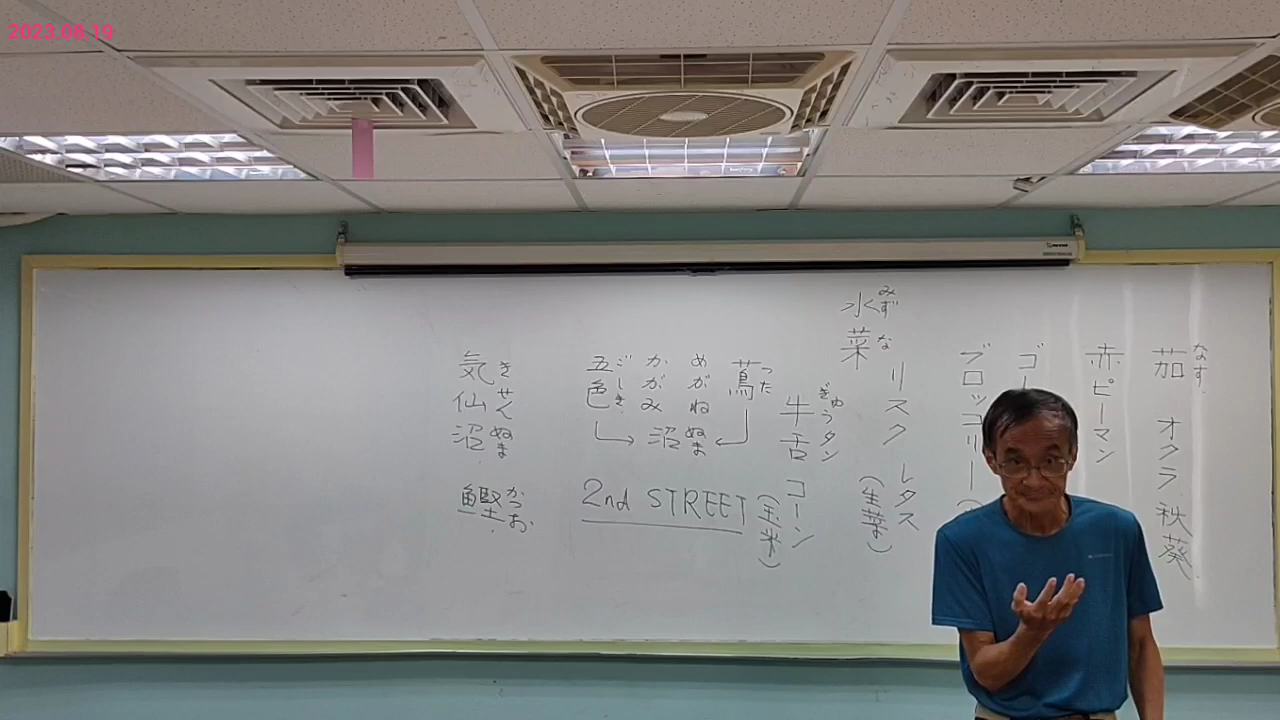 2023.08.19
茄 なす
オクラ 秋葵
赤ピーマン
ゴー
ブロッコリー
水菜 みずな
リスク レタス
(生菜)
牛舌 ぎゅうタン
コーン
(玉米)
蔦 つた
めがね
かがみ
五色 ごしき
沼 ぬま
2nd STREET
気仙沼 きせんぬま
鰹 かつお